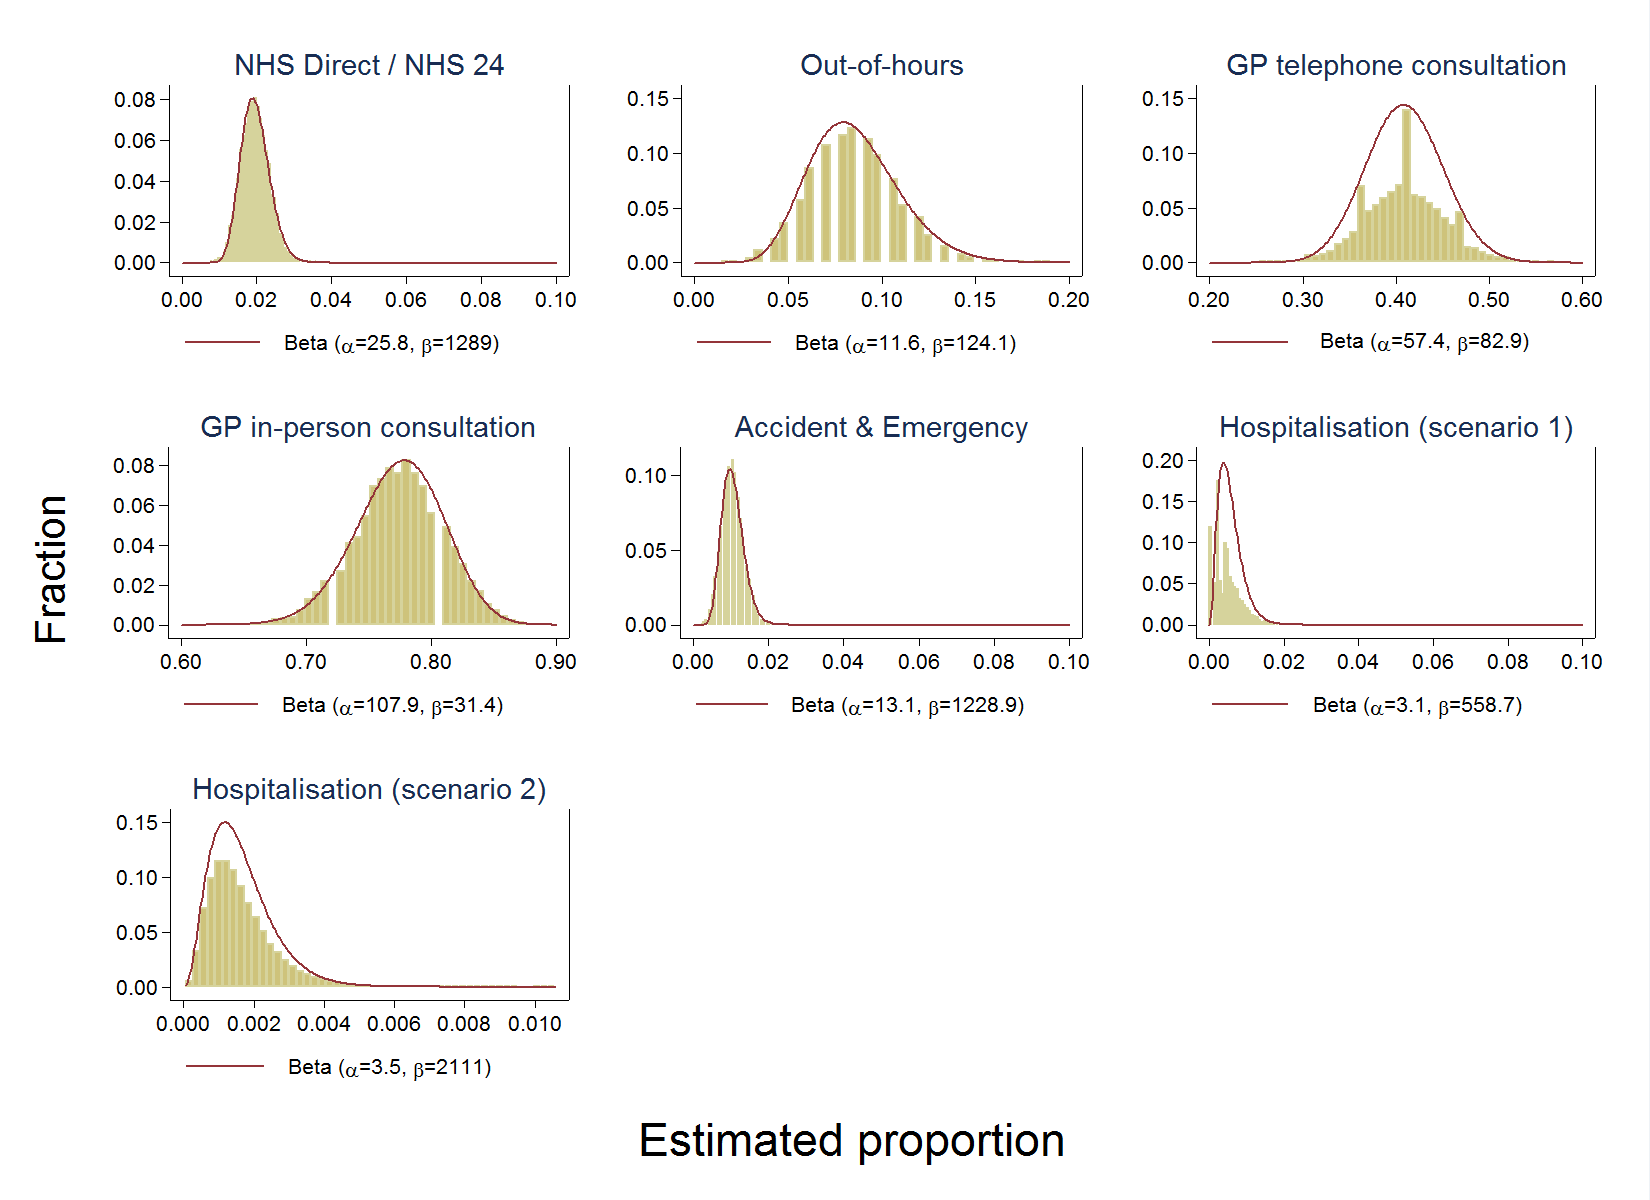 NHS Direct / NHS 24
0.08
0.06
0.04
0.02
0.00
0.00 0.02 0.04 0.06 0.08 0.10
Beta (α=25.8, β=1289)
Out-of-hours
0.15
0.10
0.05
0.00
0.00 0.05 0.10 0.15 0.20
Beta (α=11.6, β=124.1)
GP telephone consultation
0.15
0.10
0.05
0.00
0.20 0.30 0.40 0.50 0.60
Beta (α=57.4, β=82.9)
Fraction
GP in-person consultation
0.08
0.06
0.04
0.02
0.00
0.60 0.70 0.80 0.90
Beta (α=107.9, β=31.4)
Accident & Emergency
0.10
0.05
0.00
0.00 0.02 0.04 0.06 0.08 0.10
Beta (α=13.1, β=1228.9)
Hospitalisation (scenario 1)
0.20
0.15
0.10
0.05
0.00
0.00 0.02 0.04 0.06 0.08 0.10
Beta (α=3.1, β=558.7)
Hospitalisation (scenario 2)
0.15
0.10
0.05
0.00
0.000 0.002 0.004 0.006 0.008 0.010
Beta (α=3.5, β=2111)
Estimated proportion